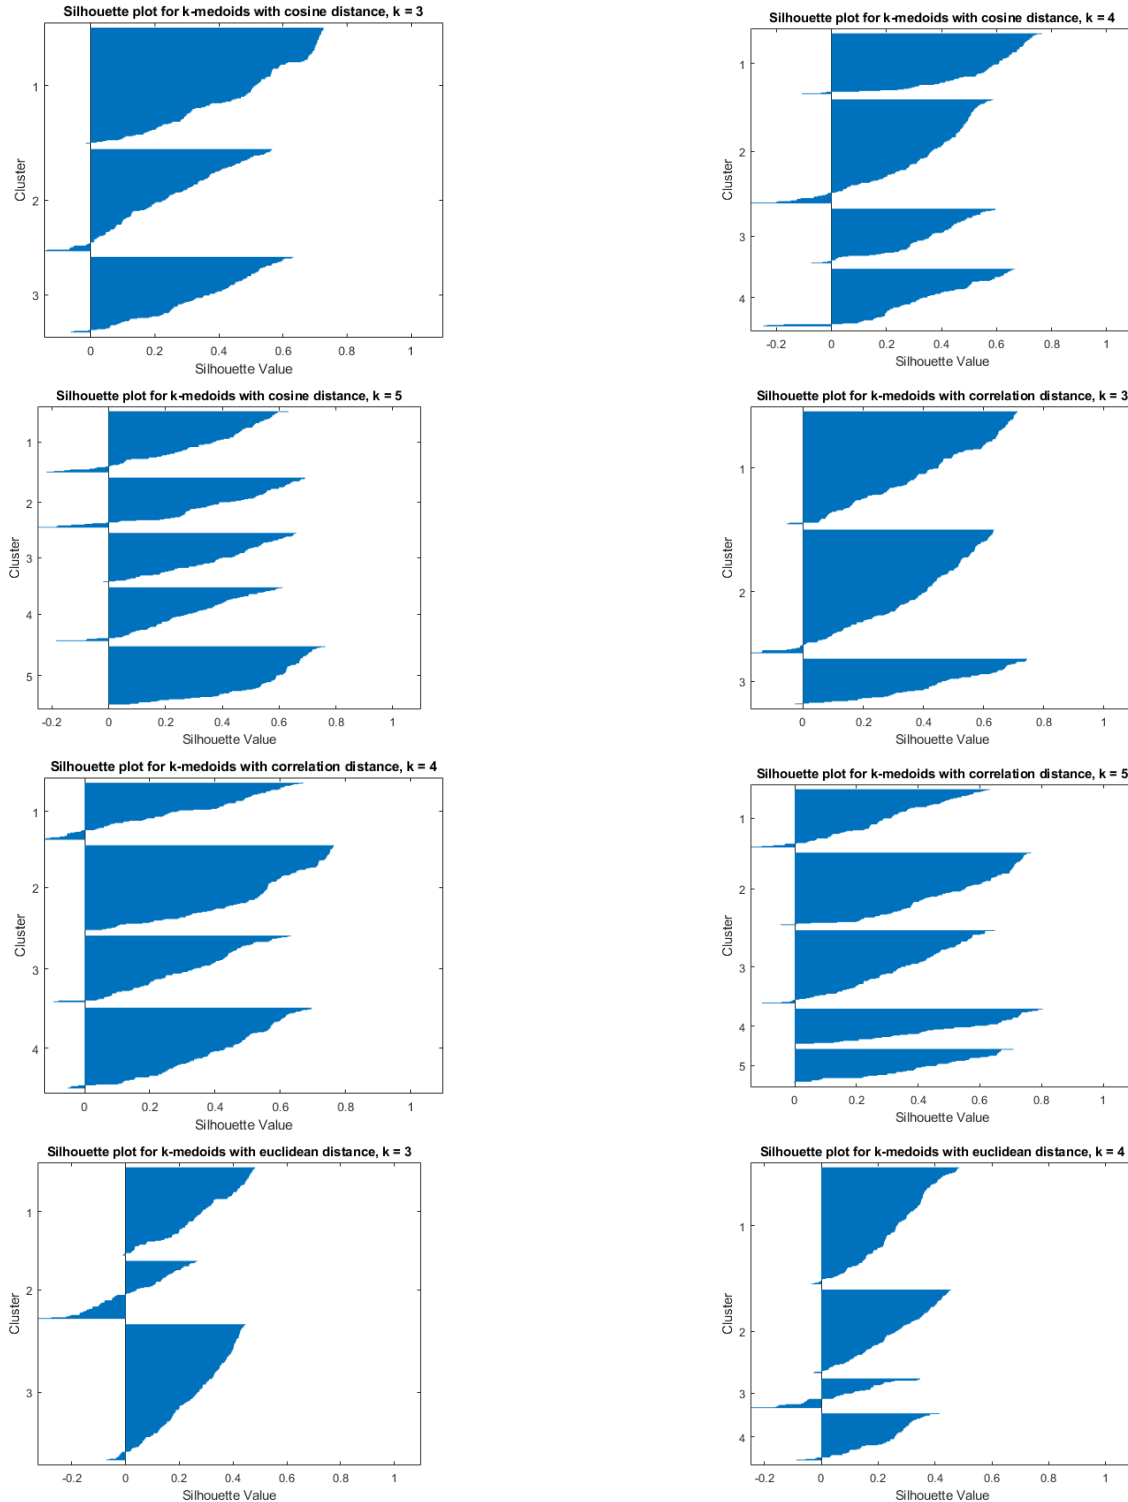 Silhouette plot for k-medoids with cosine distance, k = 3
1
2
3
Cluster
0 0.2 0.4 0.6 0.8 1
Silhouette Value
Silhouette plot for k-medoids with cosine distance, k = 4
1
2
3
4
Cluster
-0.2 0 0.2 0.4 0.6 0.8 1
Silhouette Value
Silhouette plot for k-medoids with cosine distance, k = 5
1
2
3
4
5
Cluster
-0.2 0 0.2 0.4 0.6 0.8 1
Silhouette Value
Silhouette plot for k-medoids with correlation distance, k = 3
1
2
3
Cluster
0 0.2 0.4 0.6 0.8 1
Silhouette Value
Silhouette plot for k-medoids with correlation distance, k = 4
1
2
3
4
Cluster
0 0.2 0.4 0.6 0.8 1
Silhouette Value
Silhouette plot for k-medoids with correlation distance, k = 5
1
2
3
4
5
Cluster
0 0.2 0.4 0.6 0.8 1
Silhouette Value
Silhouette plot for k-medoids with euclidean distance, k = 3
1
2
3
Cluster
-0.2 0 0.2 0.4 0.6 0.8 1
Silhouette Value
Silhouette plot for k-medoids with euclidean distance, k = 4
1
2
3
4
Cluster
-0.2 0 0.2 0.4 0.6 0.8 1
Silhouette Value